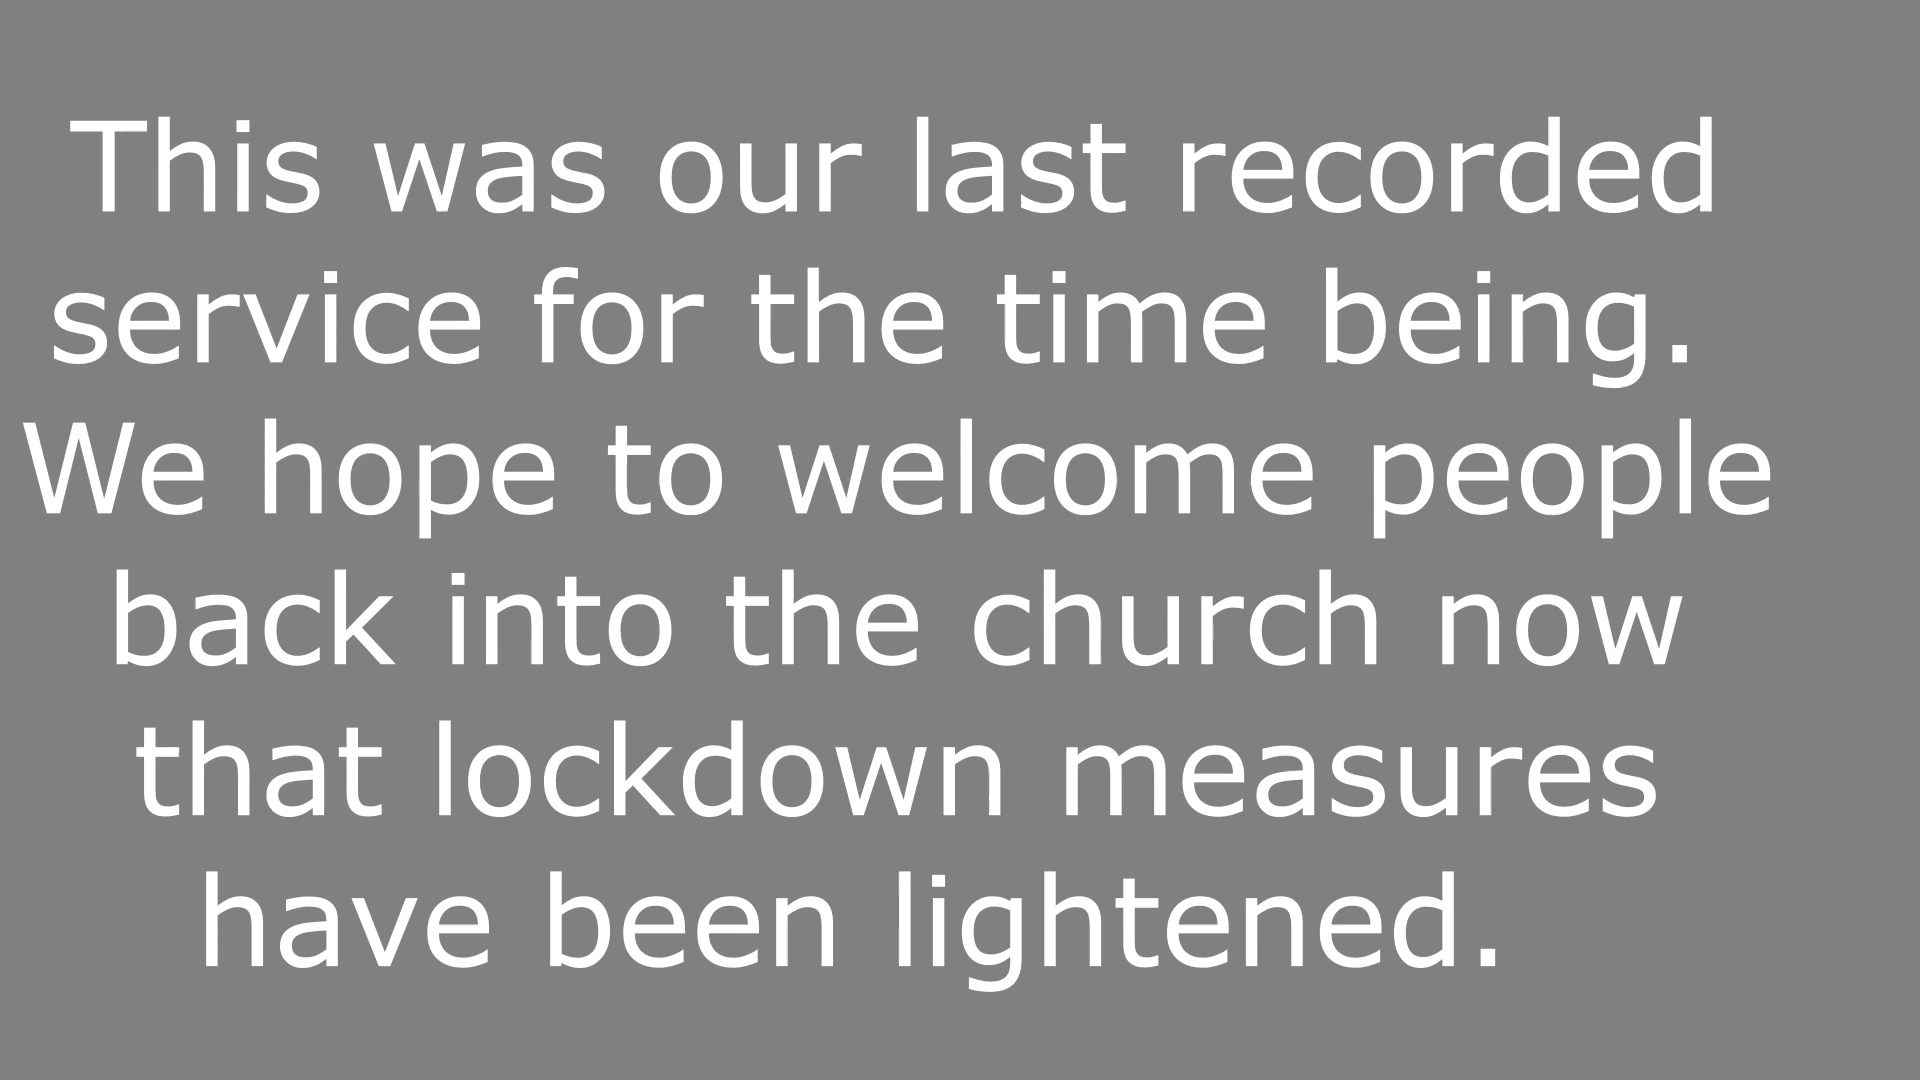 This was our last recorded
service for the time being.
We hope to welcome people
back into the church now
that lockdown measures
have been lightened.